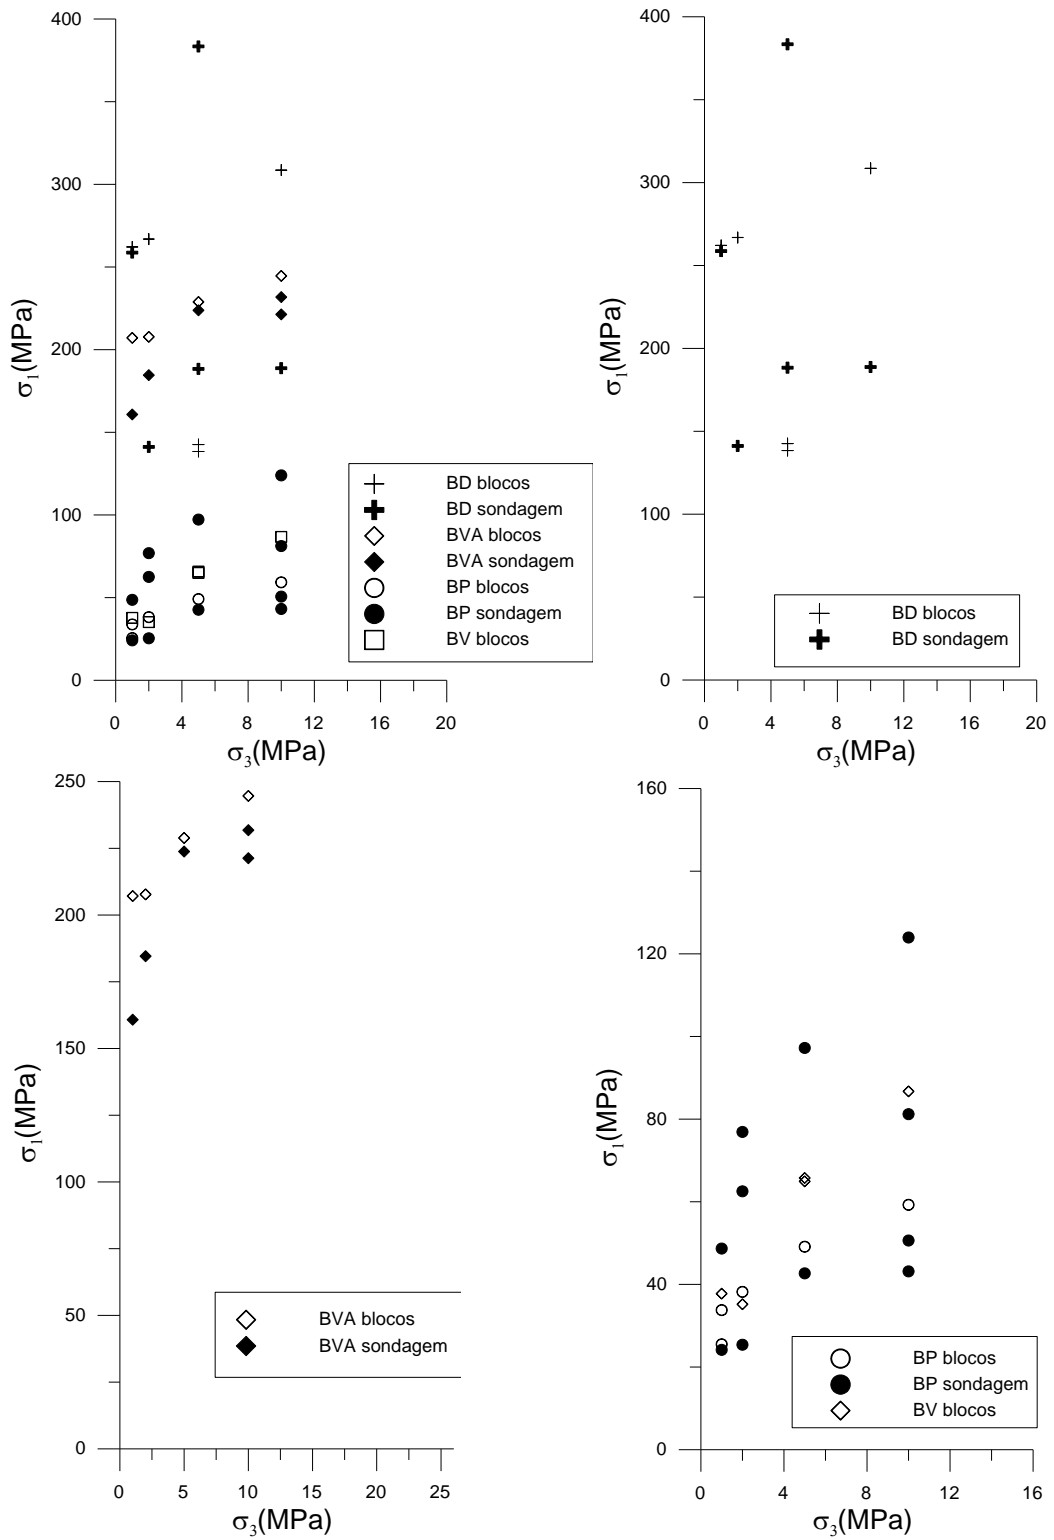 400
300
200
100
0
σ1(MPa)
0 4 8 12 16 20
σ3(MPa)
BD blocos
BD sondagem
BVA blocos
BVA sondagem
BP blocos
BP sondagem
BV blocos
400
300
200
100
0
σ1(MPa)
0 4 8 12 16 20
σ3(MPa)
BD blocos
BD sondagem
250
200
150
100
50
0
σ1(MPa)
0 5 10 15 20 25
σ3(MPa)
BVA blocos
BVA sondagem
160
120
80
40
0
σ1(MPa)
0 4 8 12 16
σ3(MPa)
BP blocos
BP sondagem
BV blocos